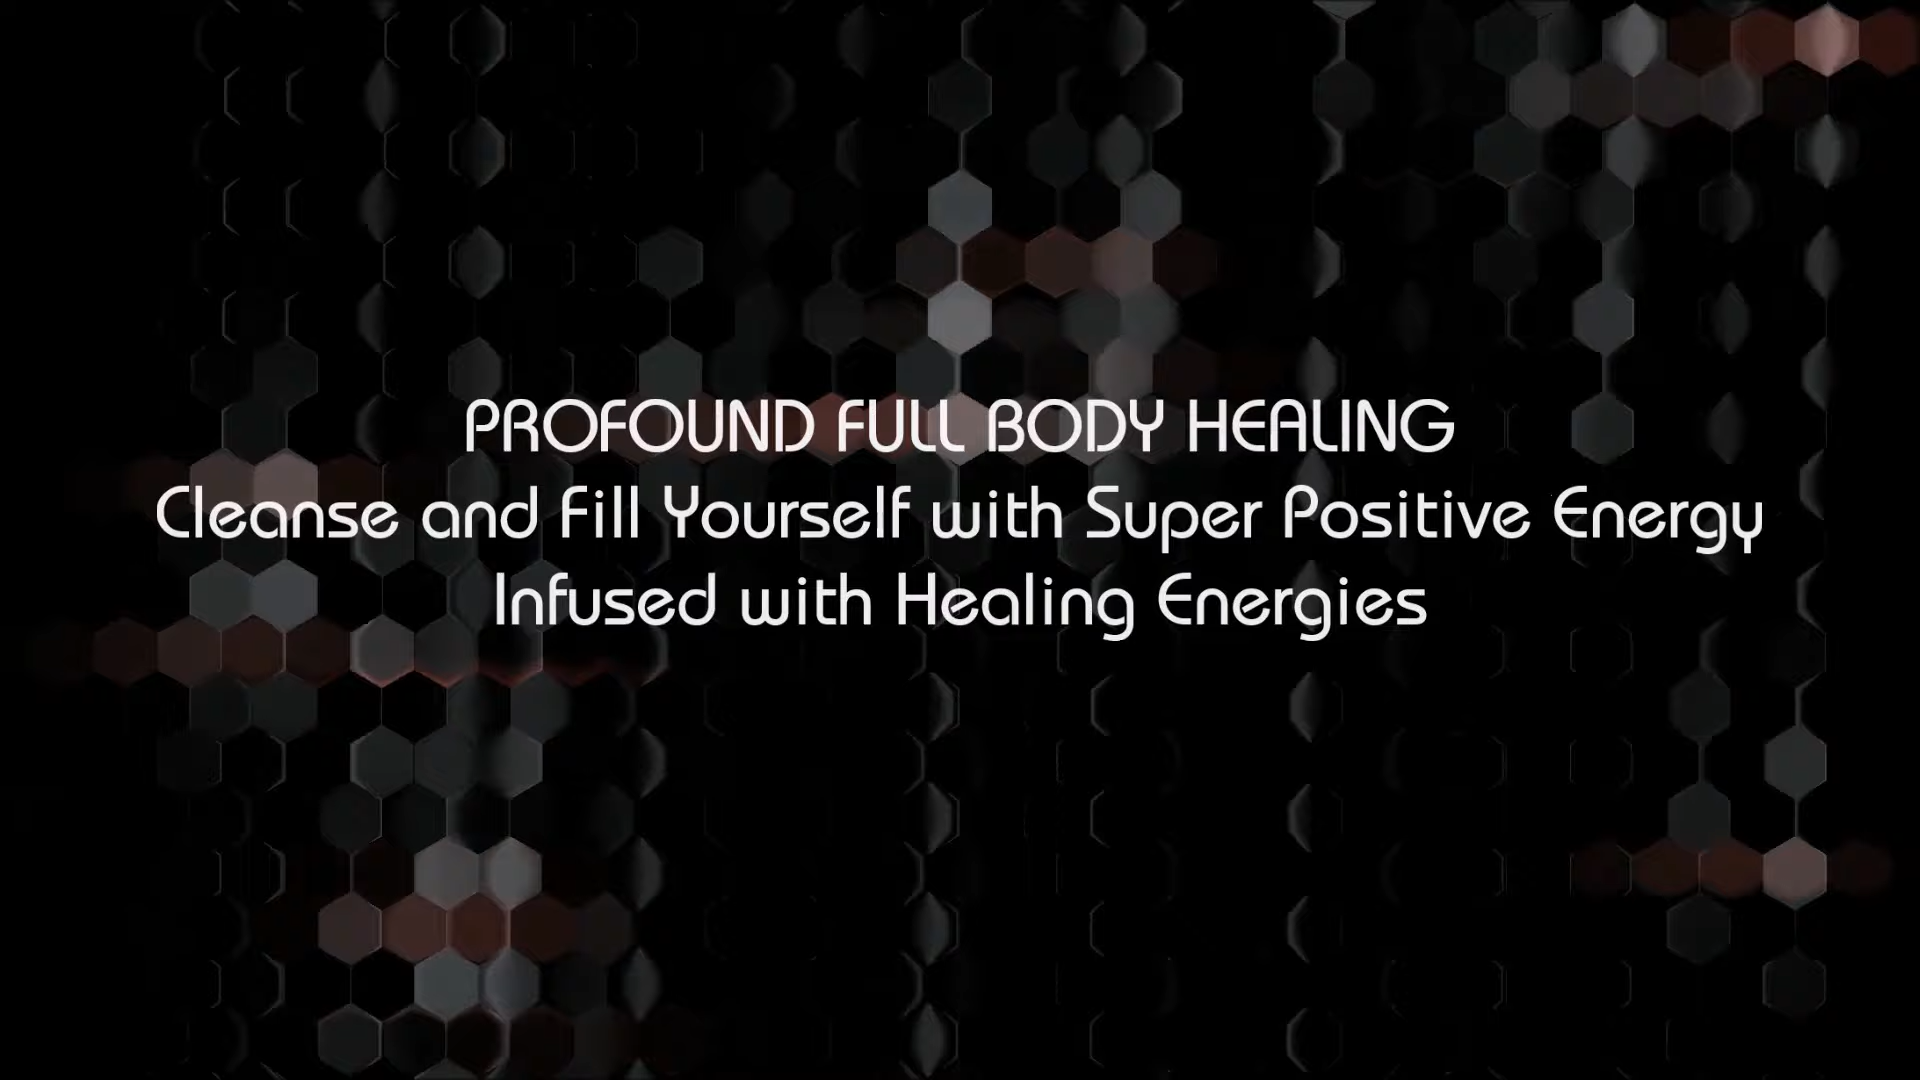 PROFOUND FULL BODY HEALING
Cleanse and Fill Yourself with Super Positive Energy
Infused with Healing Energies